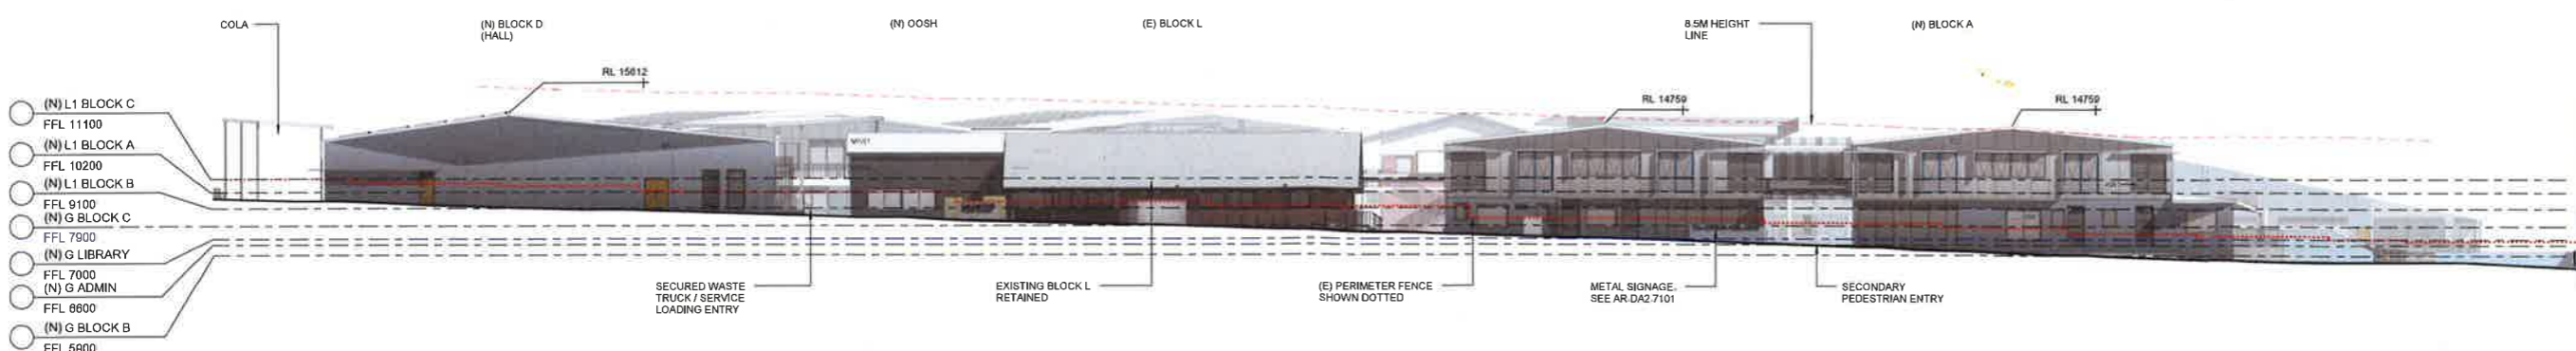 COLA
(N) BLOCK D
(HALL)
(N) OOSH
(E) BLOCK L
8.5M HEIGHT
LINE
(N) BLOCK A
RL 15612
RL 14759
RL 14759
(N) L1 BLOCK C
FFL 11100
(N) L1 BLOCK A
FFL 10200
(N) L1 BLOCK B
FFL 9100
(N) G BLOCK C
FFL 7900
(N) G LIBRARY
FFL 7000
(N) G ADMIN
FFL 6600
(N) G BLOCK B
FFL 5800
SECURED WASTE
TRUCK / SERVICE
LOADING ENTRY
EXISTING BLOCK L
RETAINED
(E) PERIMETER FENCE
SHOWN DOTTED
METAL SIGNAGE.
SEE AR-DA2.7101
SECONDARY
PEDESTRIAN ENTRY